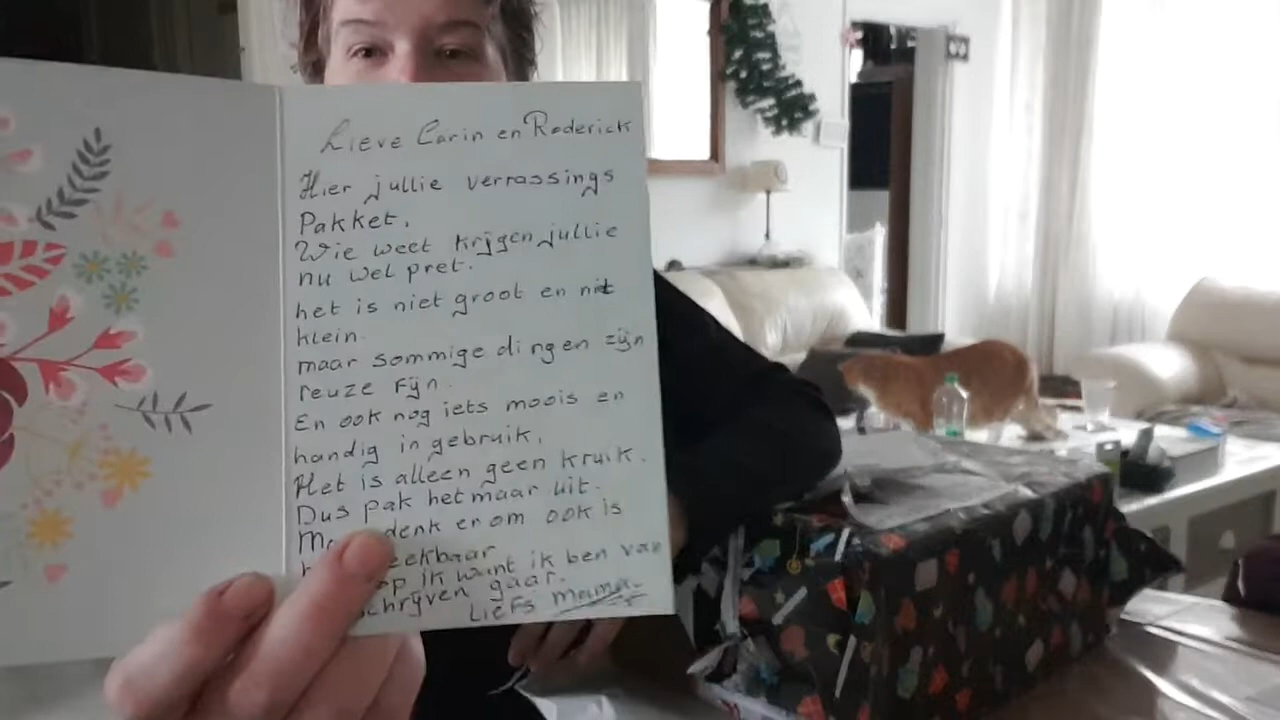 Lieve Carin en Roderick
Hier jullie verrassings
Pakket.
Wie weet krijgen jullie
nu wel pret.
het is niet groot en niet
klein.
maar sommige dingen zijn
reuze Fijn.
En ook nog iets moois en
handig in gebruik.
Het is alleen geen kruik.
Dus pak het maar uit.
denk er om ook is
eekbaar
op ik want ik ben van
schrijven gaar.
Liefs mama